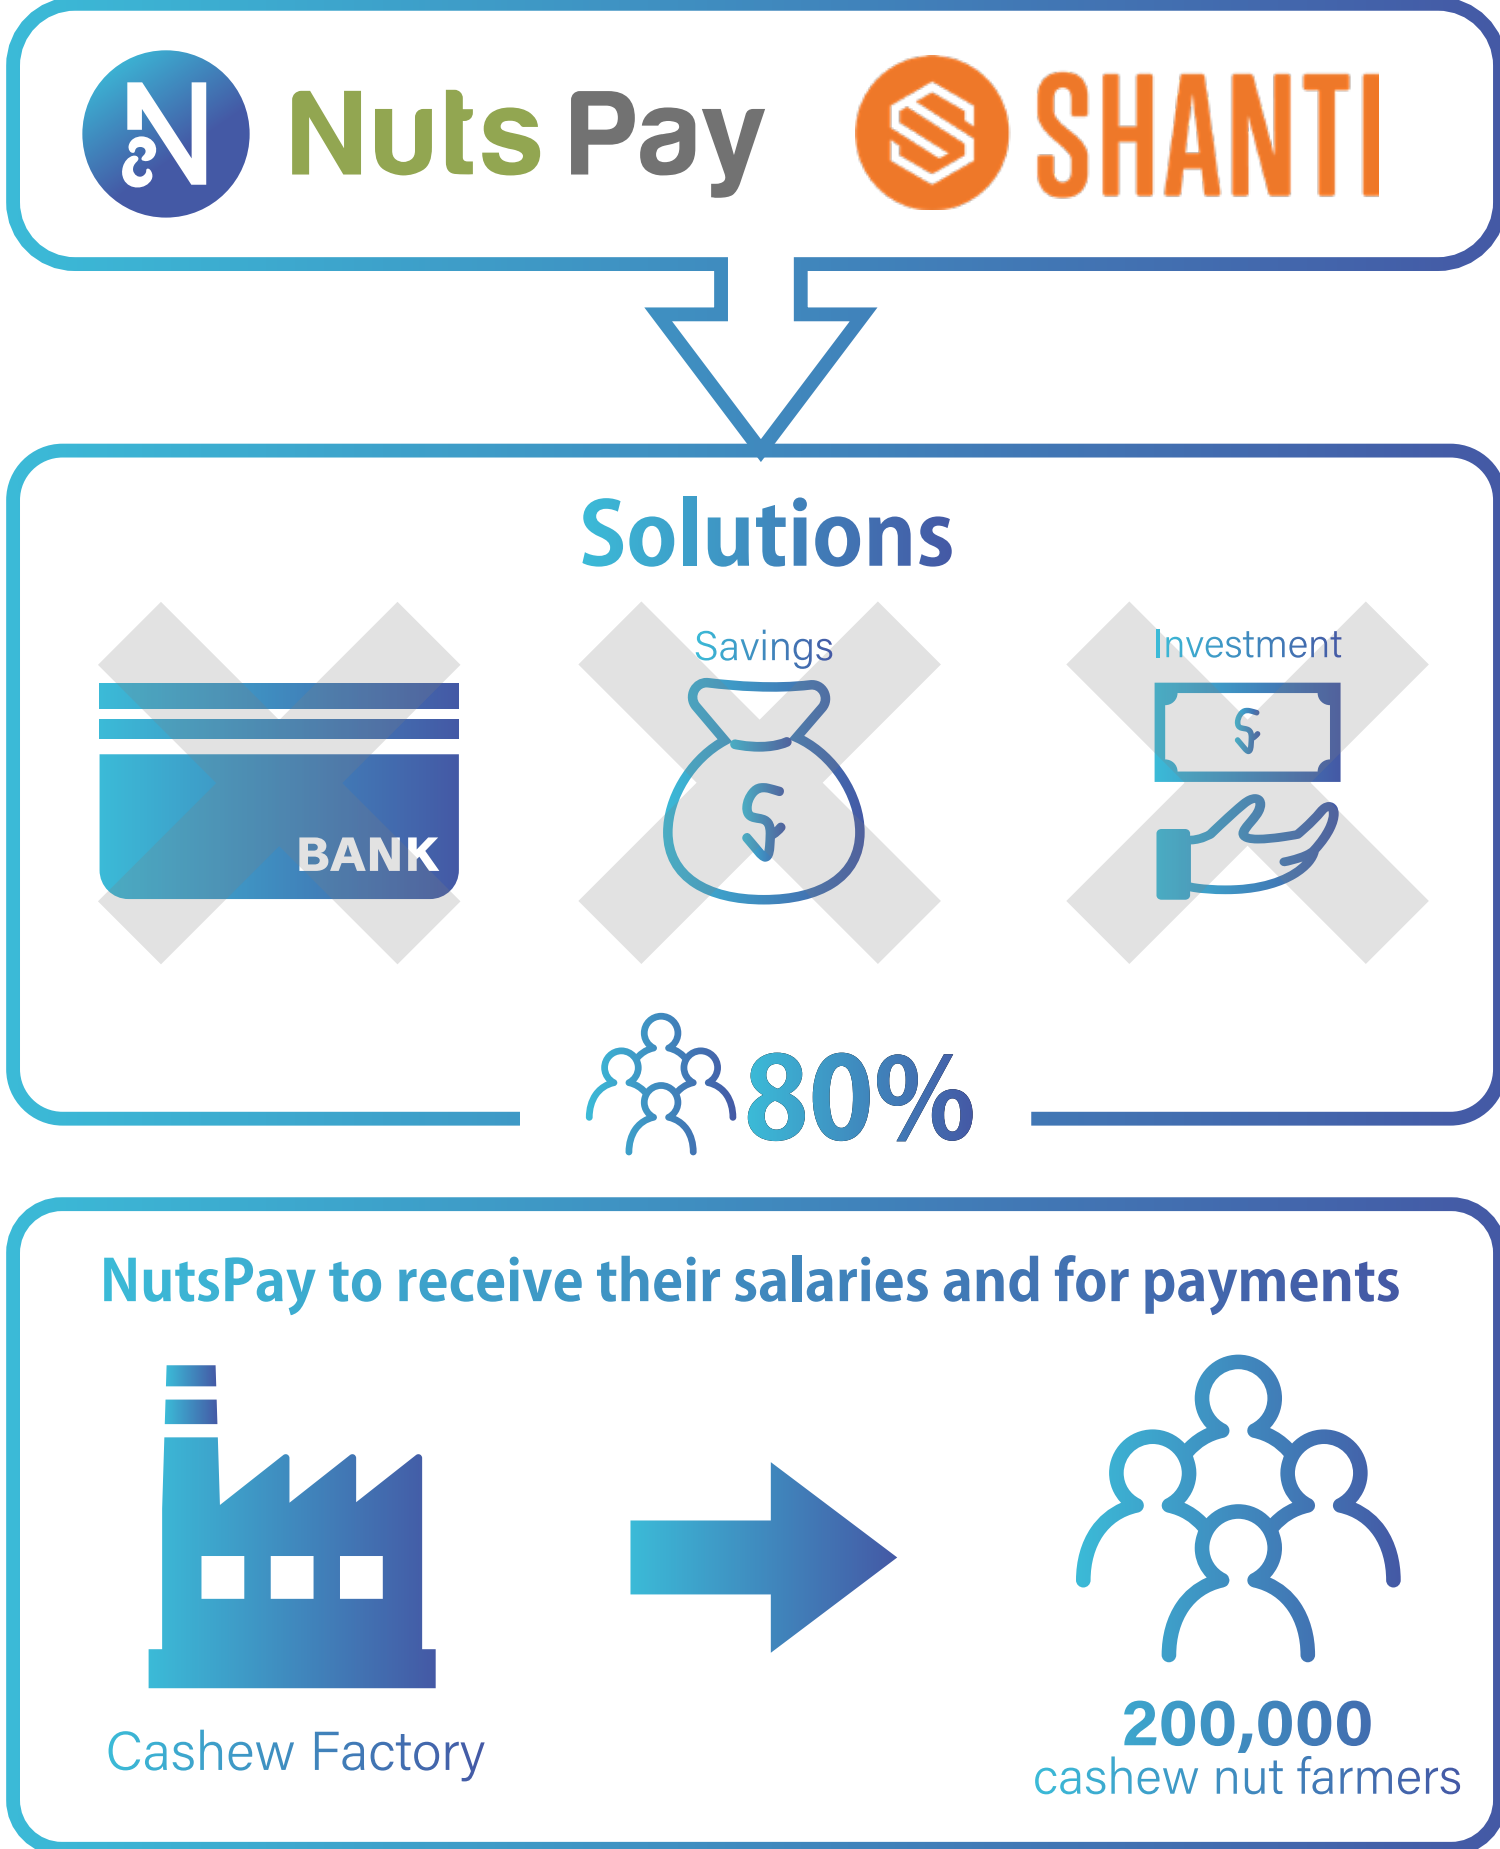 Nuts Pay SHANTI
Solutions
Savings
Investment
BANK
80%
NutsPay to receive their salaries and for payments
Cashew Factory
200,000
cashew nut farmers